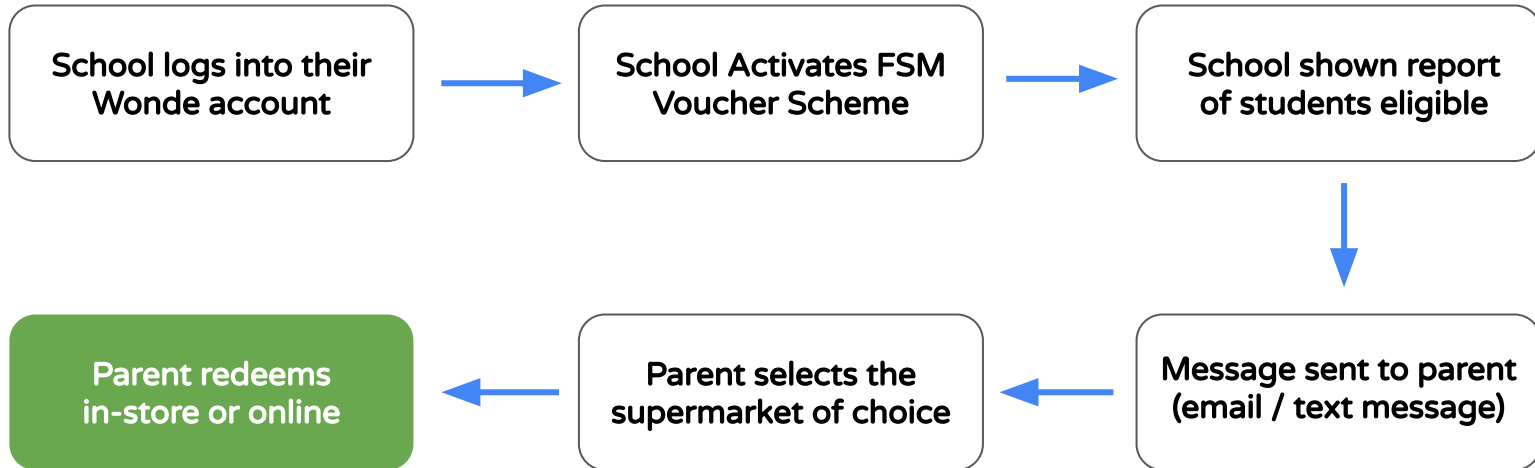 School logs into their
Wonde account
School Activates FSM
Voucher Scheme
School shown report
of students eligible
Message sent to parent
(email / text message)
Parent selects the
supermarket of choice
Parent redeems
in-store or online